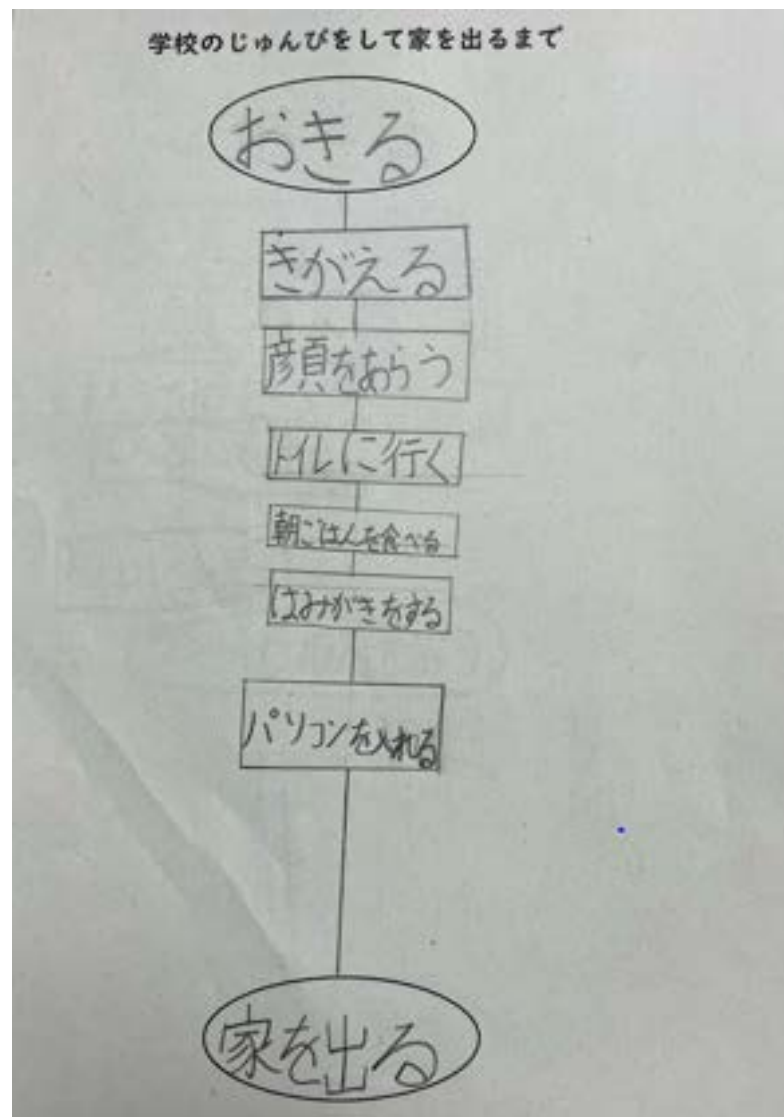 学校のじゅんびをして家を出るまで
おきる
きがえる
顔をあらう
トイレに行く
朝ごはんを食べる
はみがきをする
パソコンを入れる
家を出る